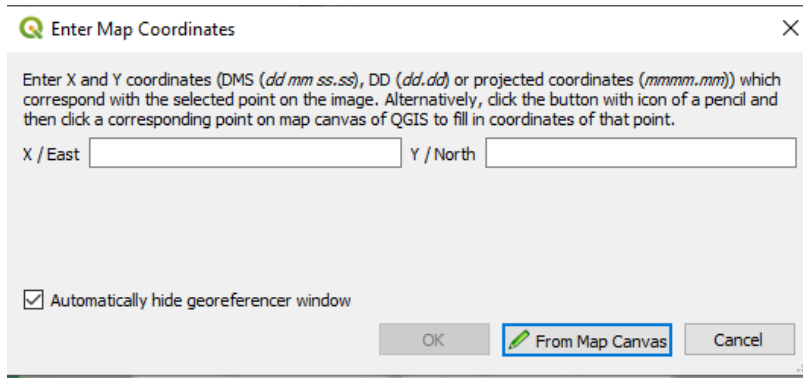 Enter Map Coordinates
Enter X and Y coordinates (DMS (dd mm ss.ss), DD (dd.dd) or projected coordinates (mmmm.mm)) which
correspond with the selected point on the image. Alternatively, click the button with icon of a pencil and
then click a corresponding point on map canvas of QGIS to fill in coordinates of that point.
X / East Y / North
Automatically hide georeferencer window
OK From Map Canvas Cancel